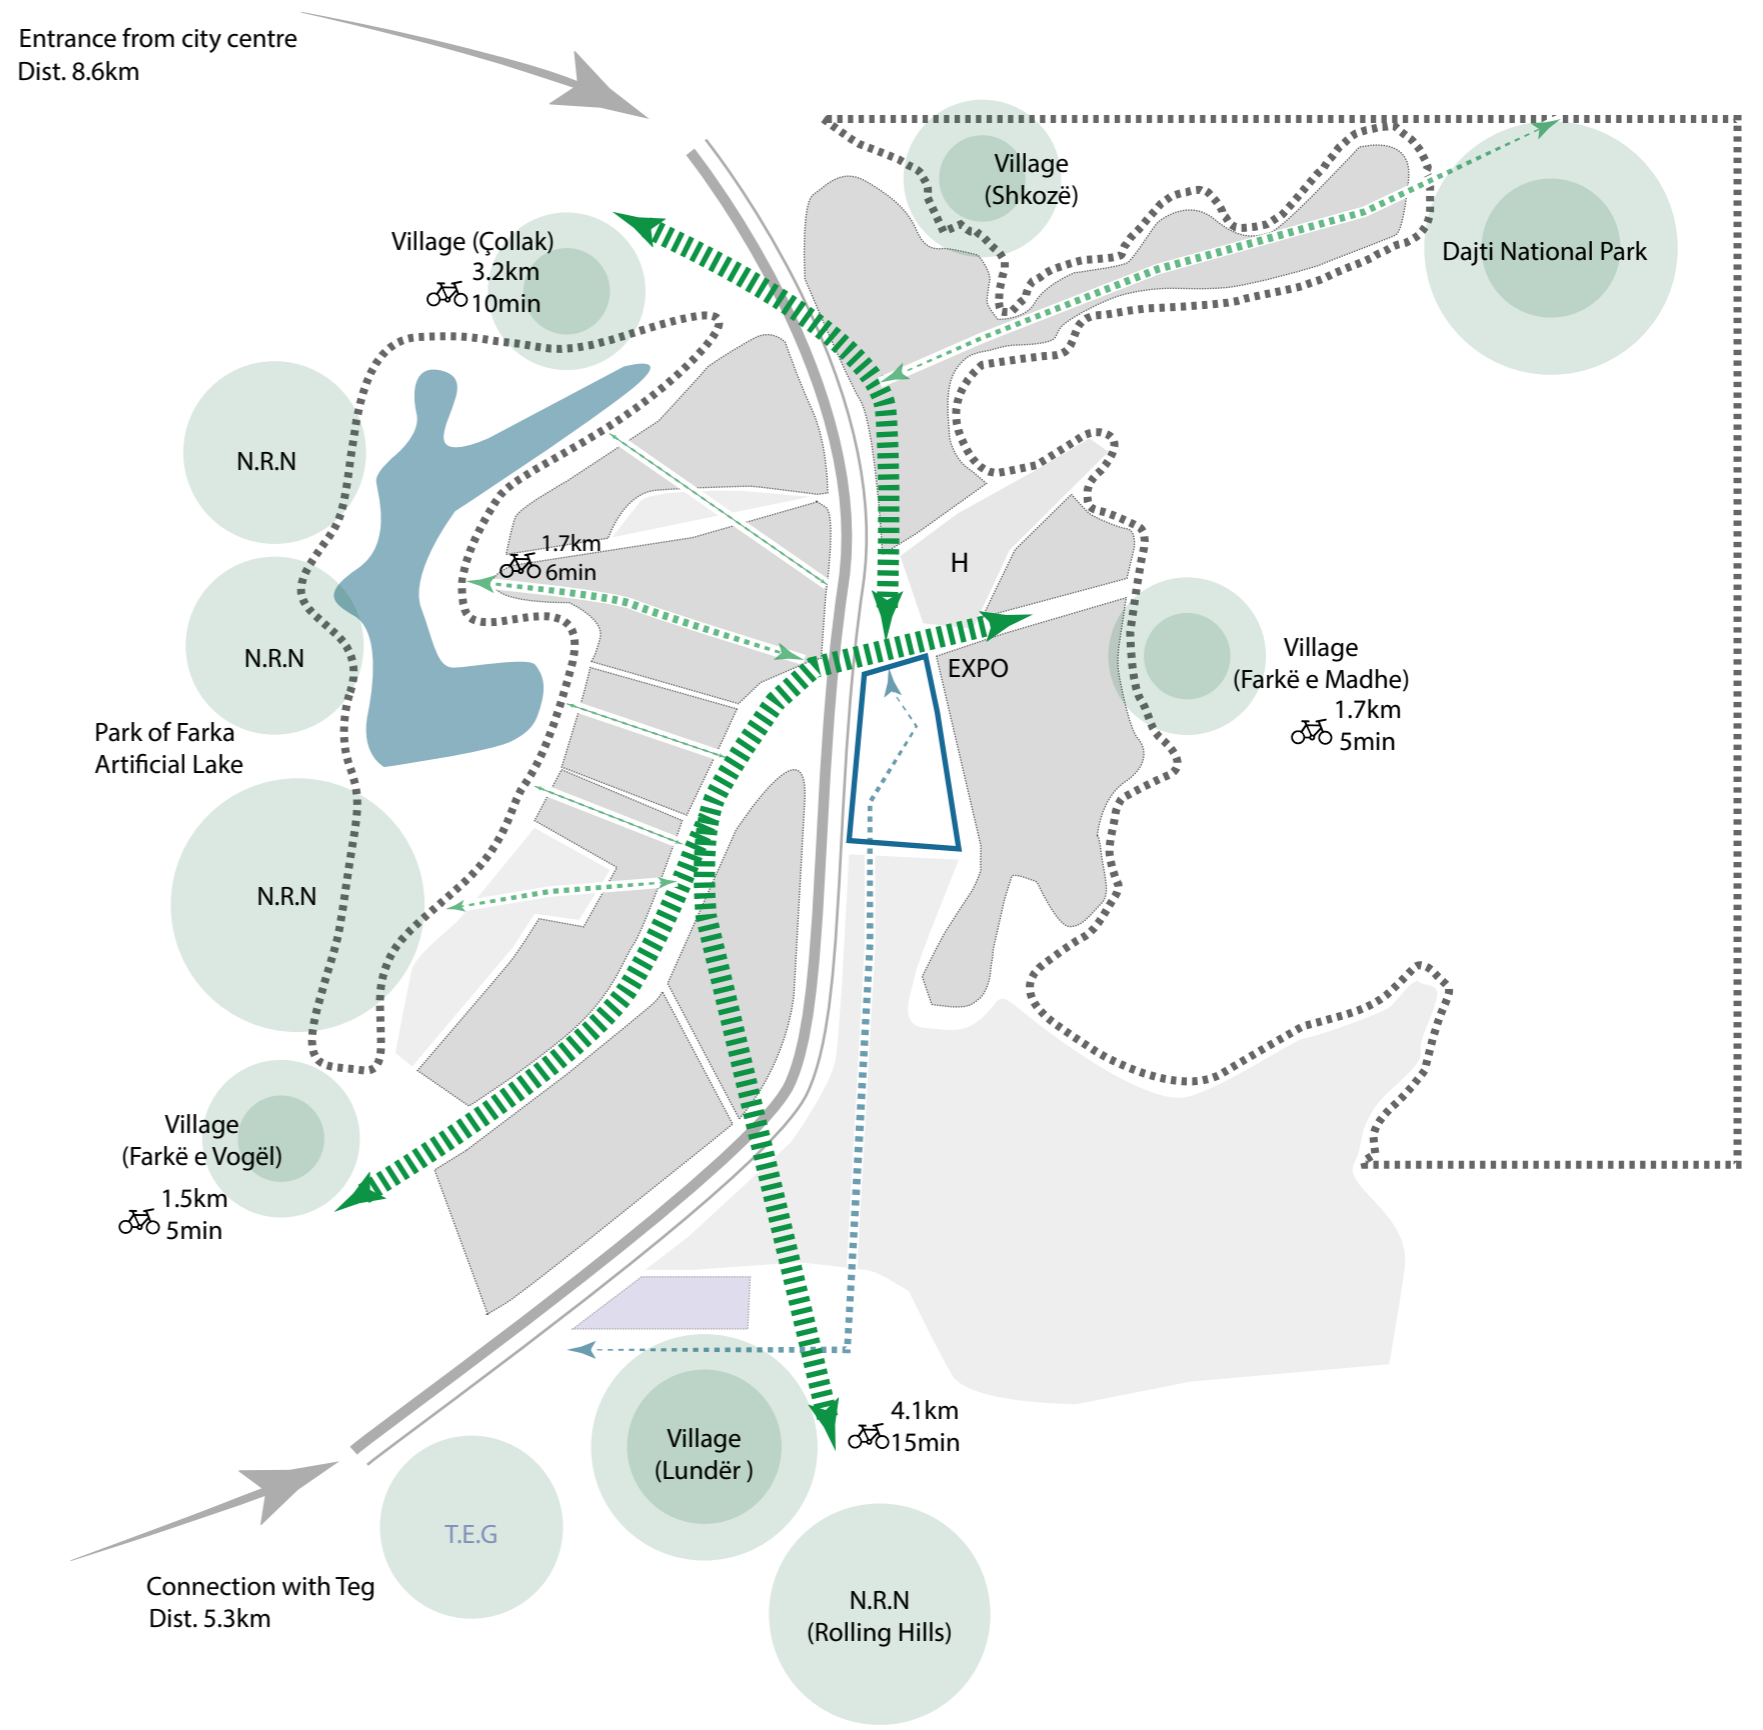 Entrance from city centre
Dist. 8.6km
Village
(Shkozë)
Village (Çollak)
3.2km
10min
Dajti National Park
N.R.N
1.7km
6min
H
N.R.N
EXPO
Village
(Farkë e Madhe)
1.7km
5min
Park of Farka
Artificial Lake
N.R.N
Village
(Farkë e Vogël)
1.5km
5min
4.1km
15min
Village
(Lundër )
T.E.G
Connection with Teg
Dist. 5.3km
N.R.N
(Rolling Hills)